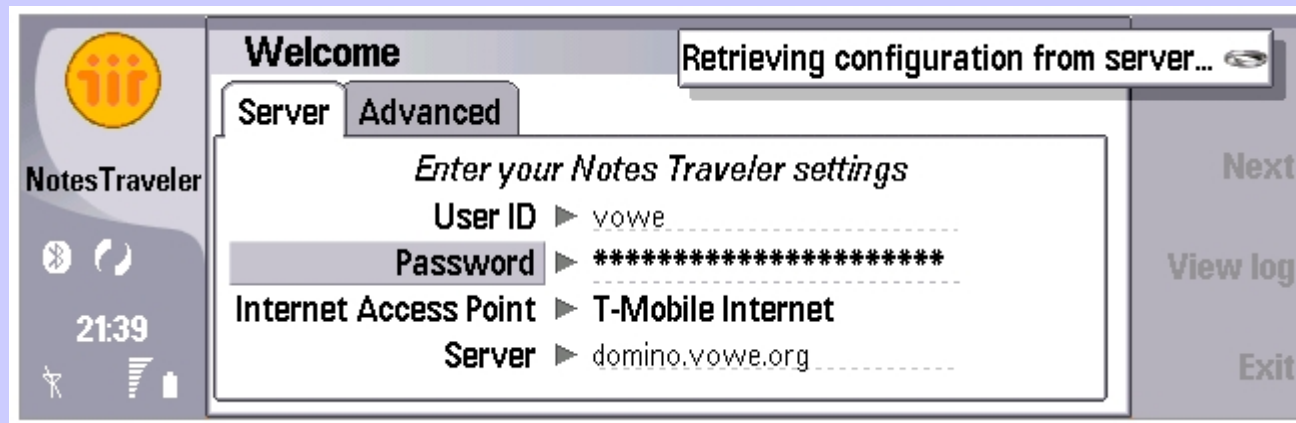 Welcome
Retrieving configuration from server...
Server Advanced
NotesTraveler
Enter your Notes Traveler settings
User ID vowe
Password **********************
Internet Access Point T-Mobile Internet
Server domino.vowe.org
21:39
Next
View log
Exit